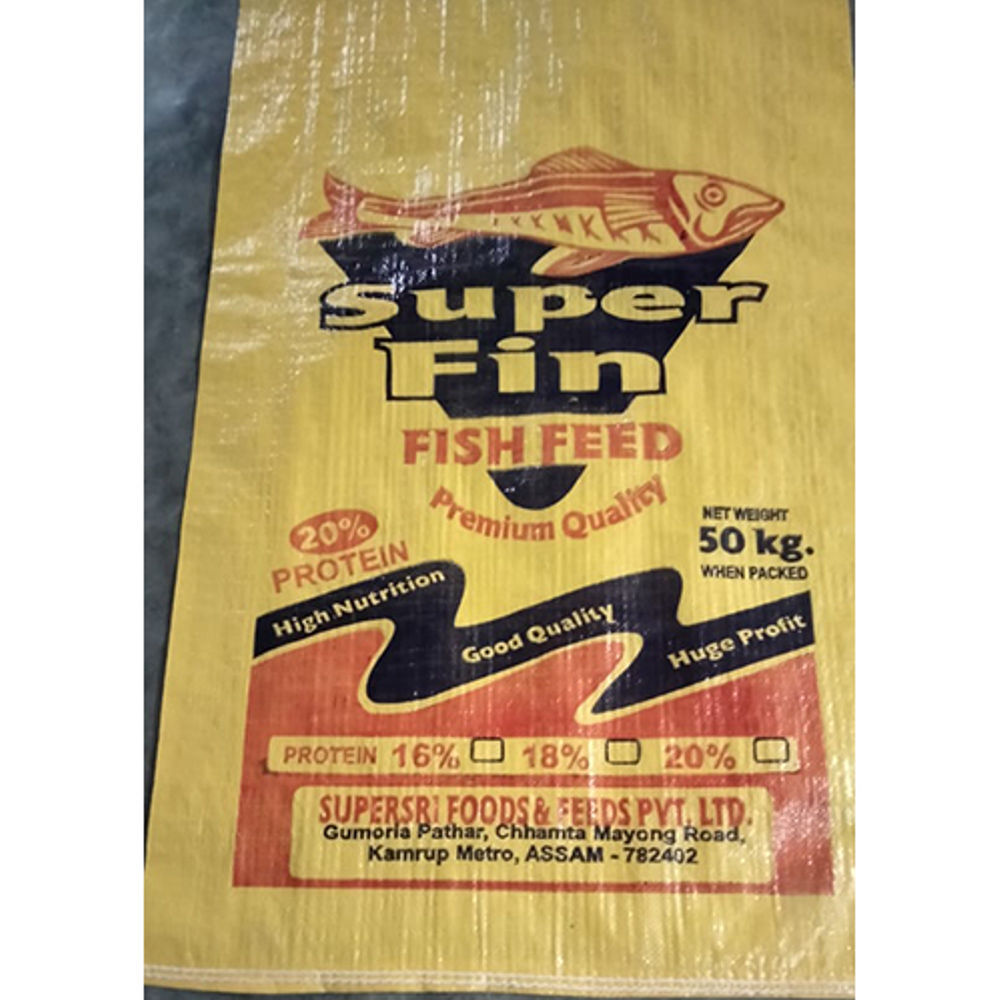 Super
Fin
FISH FEED
Premium Quality
20%
PROTEIN
NET WEIGHT
50 kg.
WHEN PACKED
High Nutrition
Good Quality
Huge Profit
PROTEIN 16% 18% 20%
SUPERSRI FOODS & FEEDS PVT. LTD.
Gumoria Pathar, Chhamta Mayong Road,
Kamrup Metro, ASSAM - 782402